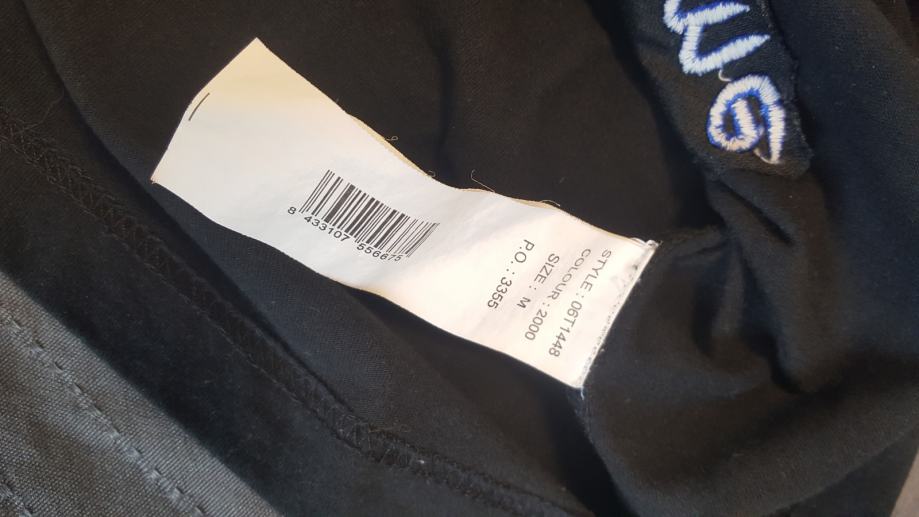 STYLE : 06T1448
COLOUR : 2000
SIZE : M
P.O. : 3355
8 433107 556675